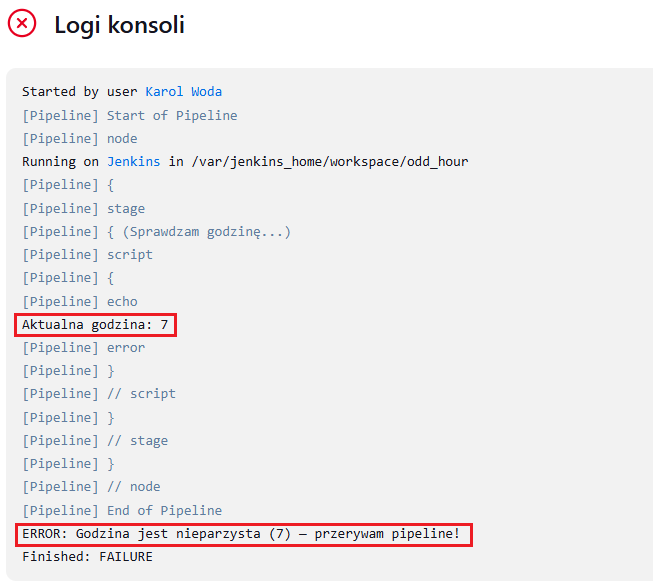 Logi konsoli
Started by user Karol Woda
[Pipeline] Start of Pipeline
[Pipeline] node
Running on Jenkins in /var/jenkins_home/workspace/odd_hour
[Pipeline] {
[Pipeline] stage
[Pipeline] { (Sprawdzam godzinę...)
[Pipeline] script
[Pipeline] {
[Pipeline] echo
Aktualna godzina: 7
[Pipeline] error
[Pipeline] }
[Pipeline] // script
[Pipeline] }
[Pipeline] // stage
[Pipeline] }
[Pipeline] // node
[Pipeline] End of Pipeline
ERROR: Godzina jest nieparzysta (7) — przerywam pipeline!
Finished: FAILURE